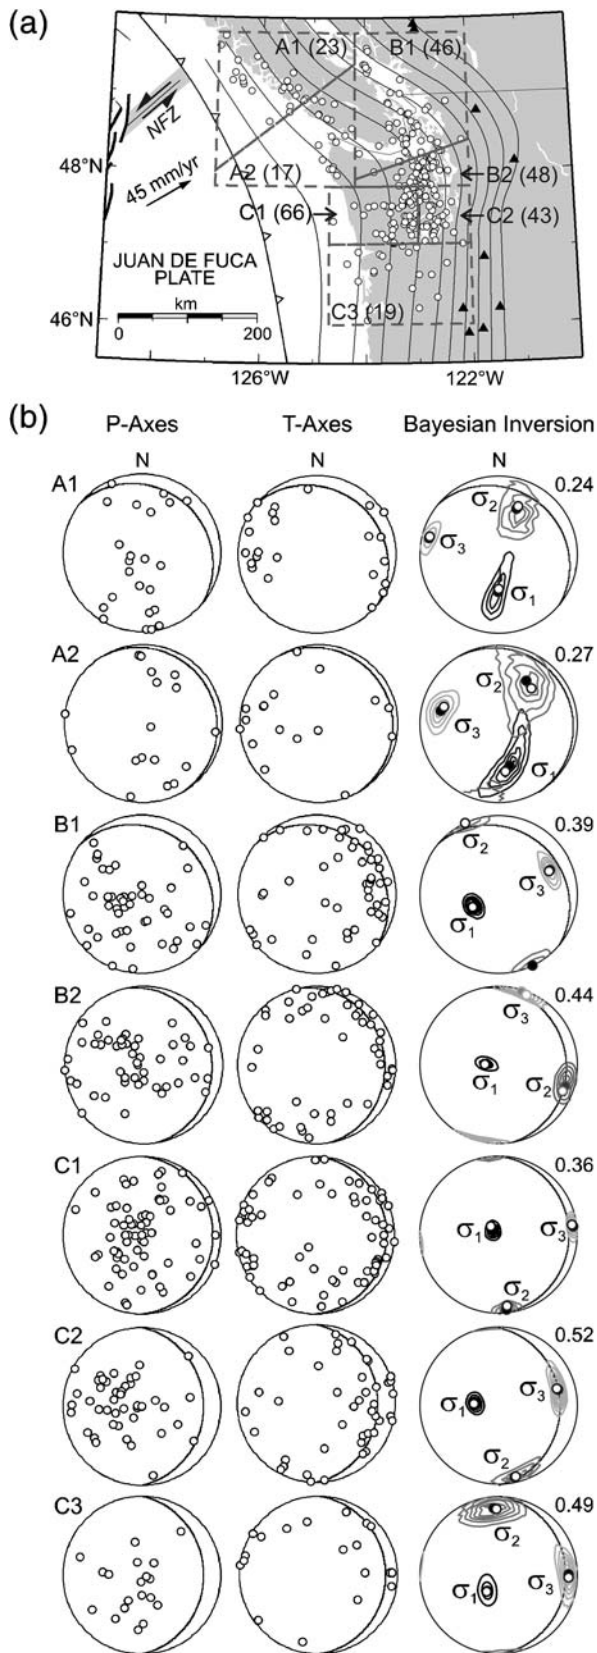 (a)
A1 (23)
B1 (46)
NFZ
48°N
45 mm/yr
A2 (17)
B2 (48)
C1 (66)
C2 (43)
JUAN DE FUCA
PLATE
km
0
200
C3 (19)
46°N
126°W
122°W
(b)
P-Axes
T-Axes
Bayesian Inversion
N
N
N
A1
0.24
σ2
σ3
σ1
A2
0.27
σ2
σ3
σ1
B1
0.39
σ2
σ3
σ1
B2
0.44
σ3
σ1
σ2
C1
0.36
σ1
σ3
σ2
C2
0.52
σ3
σ1
σ2
C3
0.49
σ2
σ3
σ1